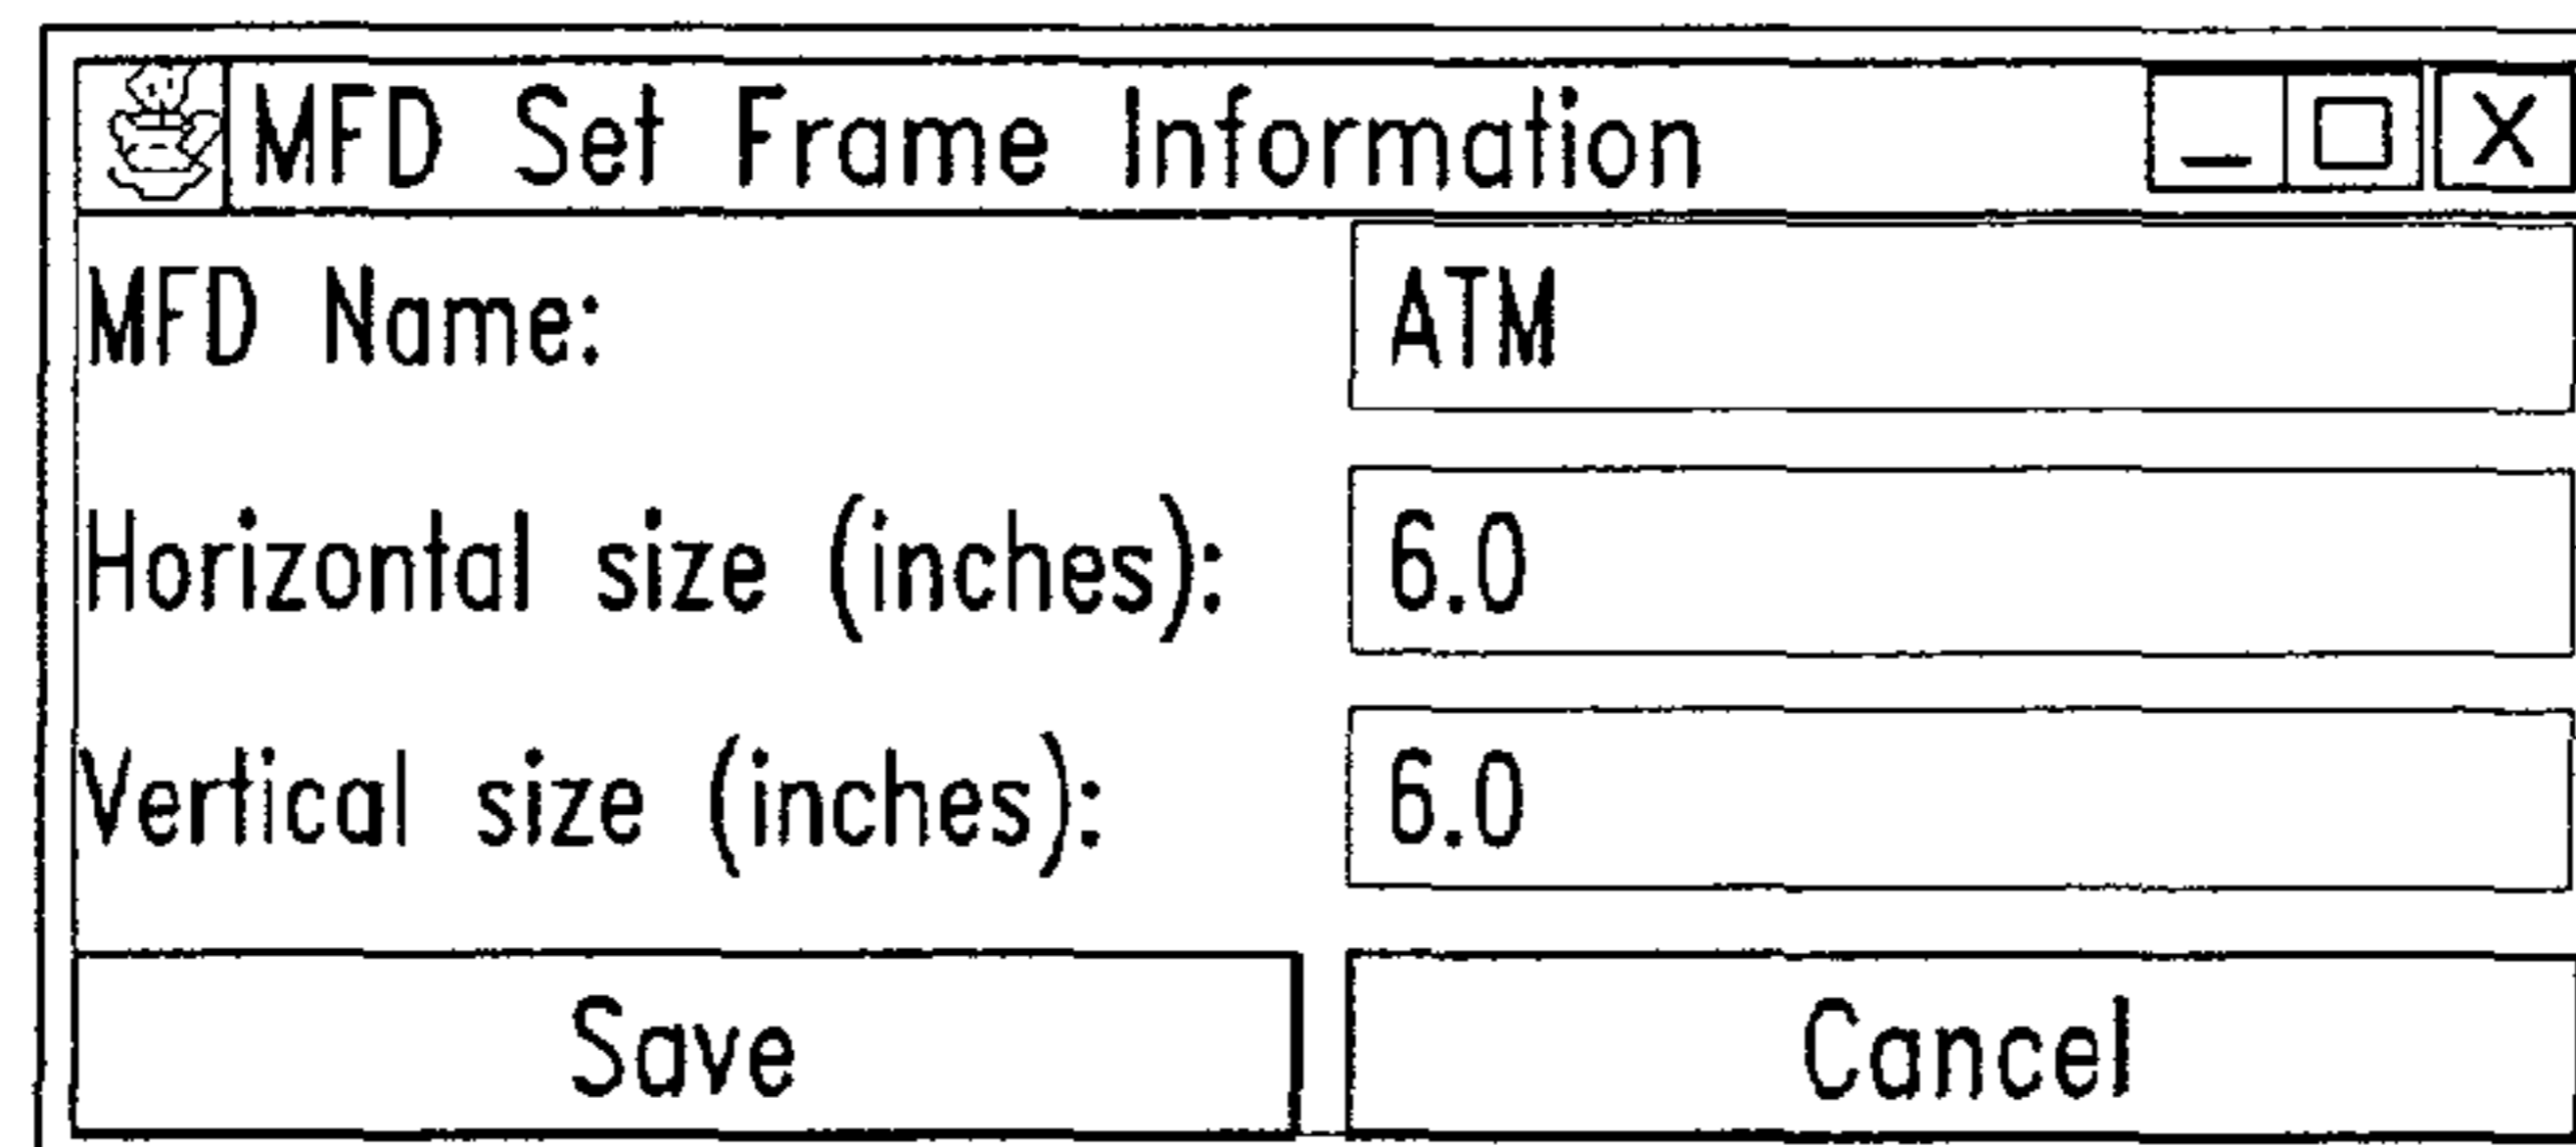 MFD Set Frame Information
MFD Name: ATM
Horizontal size (inches): 6.0
Vertical size (inches): 6.0
Save Cancel